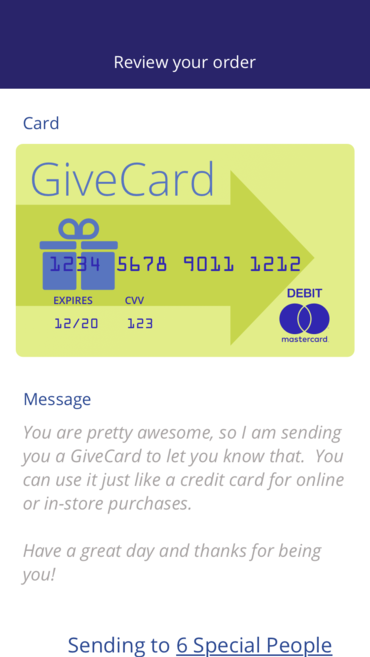 Review your order
Card
GiveCard
1234 5678 9011 1212
EXPIRES CVV
12/20 123
DEBIT
mastercard
Message
You are pretty awesome, so I am sending
you a GiveCard to let you know that. You
can use it just like a credit card for online
or in-store purchases.
Have a great day and thanks for being
you!
Sending to 6 Special People